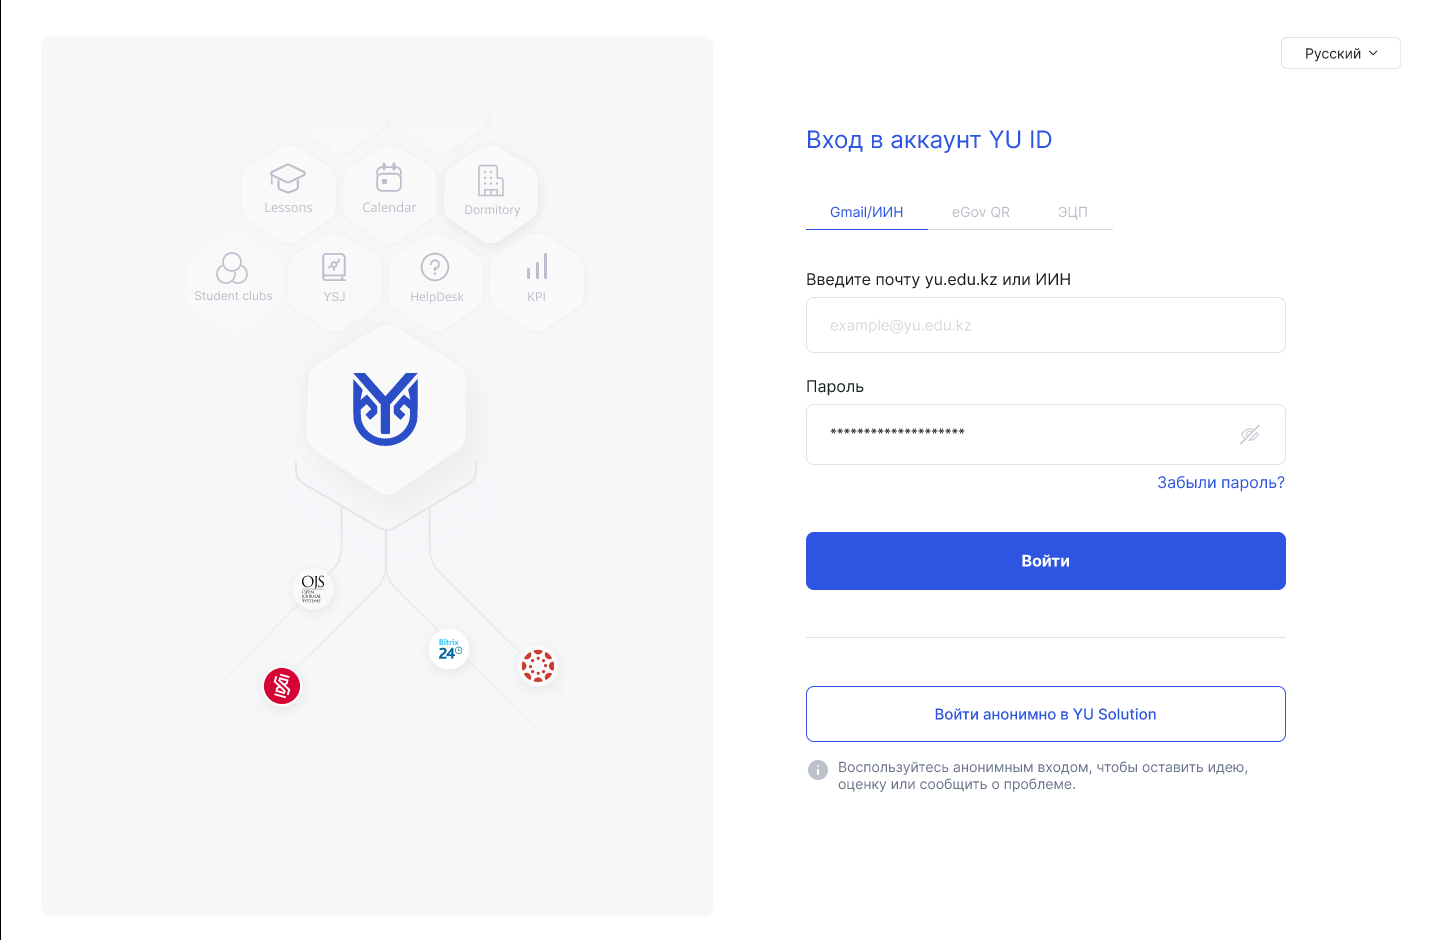 Русский
Lessons
Calendar
Dormitory
Student clubs
YSJ
HelpDesk
KPI
OJS
OPEN
JOURNAL
SYSTEMS
Bitrix
24
Вход в аккаунт YU ID
Gmail/ИИН
eGov QR
ЭЦП
Введите почту yu.edu.kz или ИИН
example@yu.edu.kz
Пароль
********************
Забыли пароль?
Войти
Войти анонимно в YU Solution
Воспользуйтесь анонимным входом, чтобы оставить идею,
оценку или сообщить о проблеме.